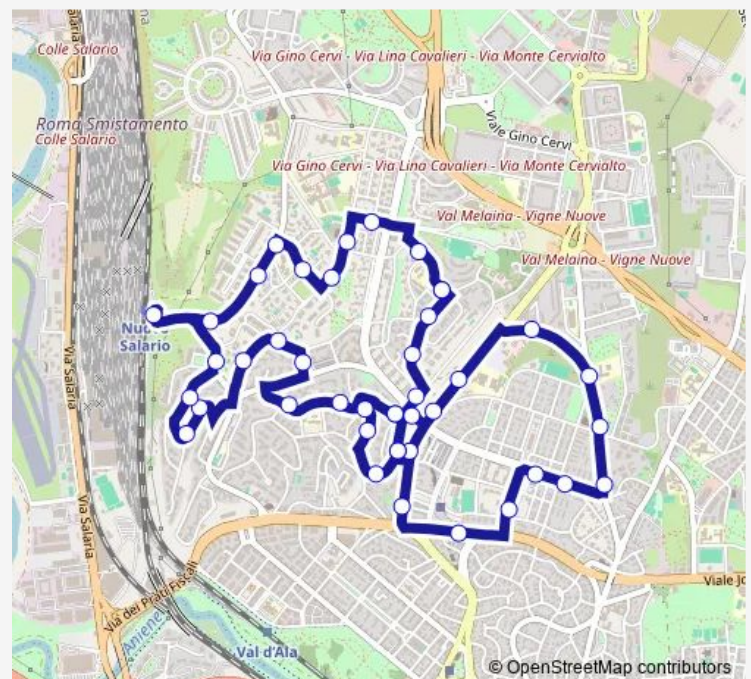 Colle Salario
Via Gino Cervi - Via Lina Cavalieri - Via Monte Cervialto
Roma Smistamento
Colle Salario
Viale Gino Cervi
Via Gino Cervi - Via Lina Cavalieri - Via Monte Cervialto
Val Melaina - Vigne Nuove
Val Melaina - Vigne Nuove
Salario
Via Salaria
Via Salaria
Via dei Prati Fiscali
Viale Jo
Aniene
Val d'Ala
© OpenStreetMap contributors